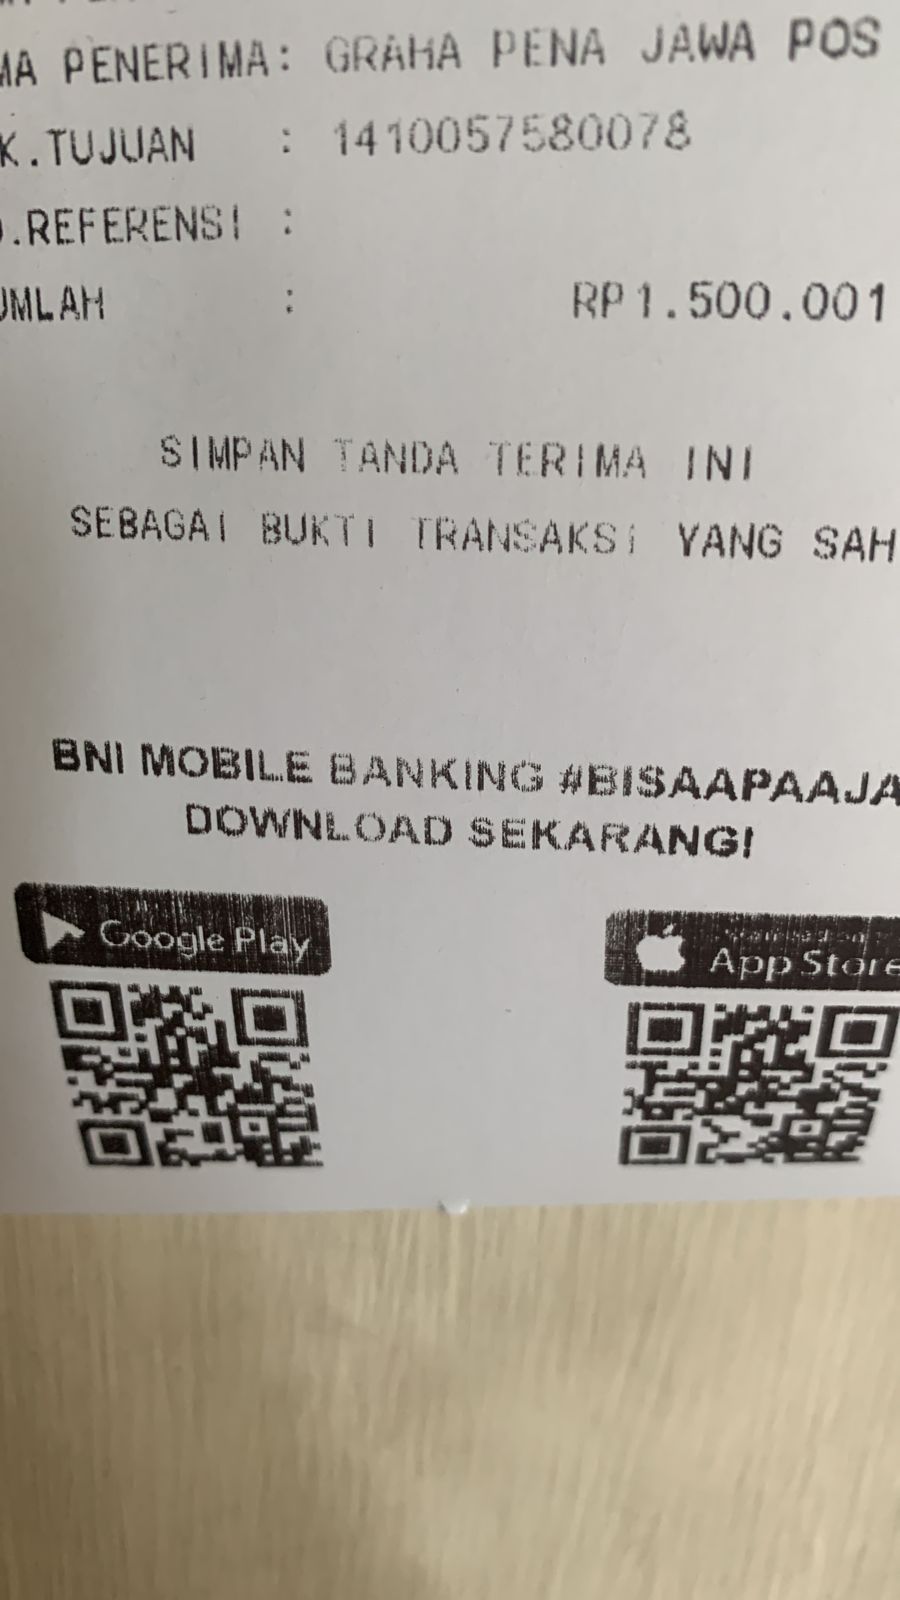 MA PENERIMA: GRAHA PENA JAWA POS
K.TUJUAN : 1410057580078
.REFERENSI :
UMLAH : RP1.500.001
SIMPAN TANDA TERIMA INI
SEBAGAI BUKTI TRANSAKSI YANG SAH
BNI MOBILE BANKING #BISAAPAAJA
DOWNLOAD SEKARANG!
Google Play
App Store